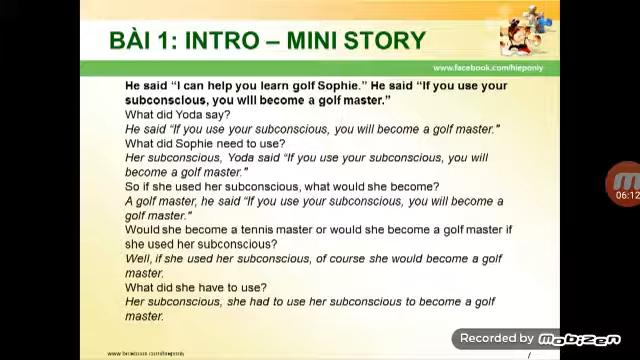 BÀI 1: INTRO – MINI STORY
www.facebook.com/hieponly
He said “I can help you learn golf Sophie.” He said “If you use your
subconscious, you will become a golf master.”
What did Yoda say?
He said “If you use your subconscious, you will become a golf master.”
What did Sophie need to use?
Her subconscious, Yoda said “If you use your subconscious, you will
become a golf master.”
So if she used her subconscious, what would she become?
A golf master, he said “If you use your subconscious, you will become a
golf master.”
Would she become a tennis master or would she become a golf master if
she used her subconscious?
Well, if she used her subconscious, of course she would become a golf
master.
What did she have to use?
Her subconscious, she had to use her subconscious to become a golf
master.
M
06:12
Recorded by MOBIZEN
www.facebook.com/hieponly
/